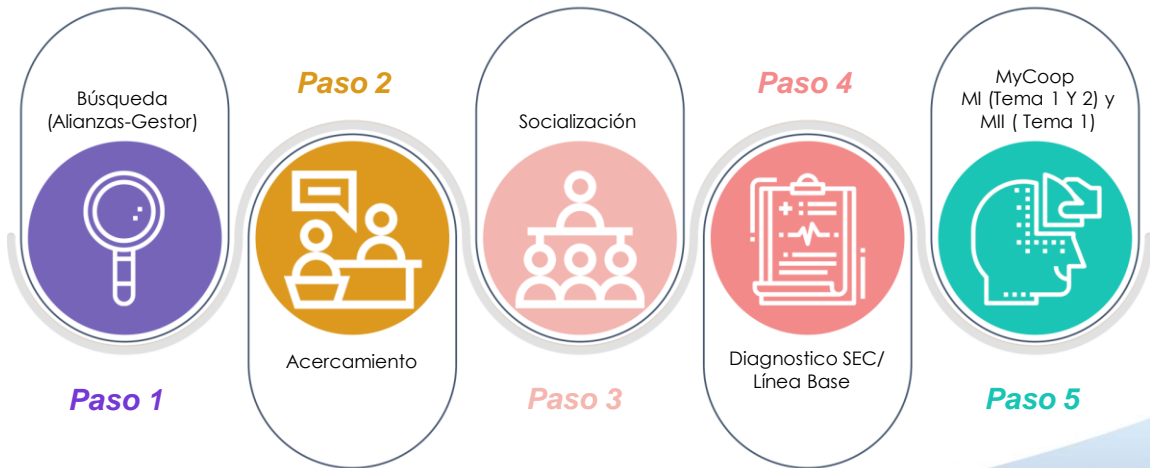 Búsqueda
(Alianzas-Gestor)
Paso 1
Paso 2
Acercamiento
Socialización
Paso 3
Paso 4
Diagnostico SEC/
Línea Base
MyCoop
MI (Tema 1 Y 2) y
MII ( Tema 1)
Paso 5